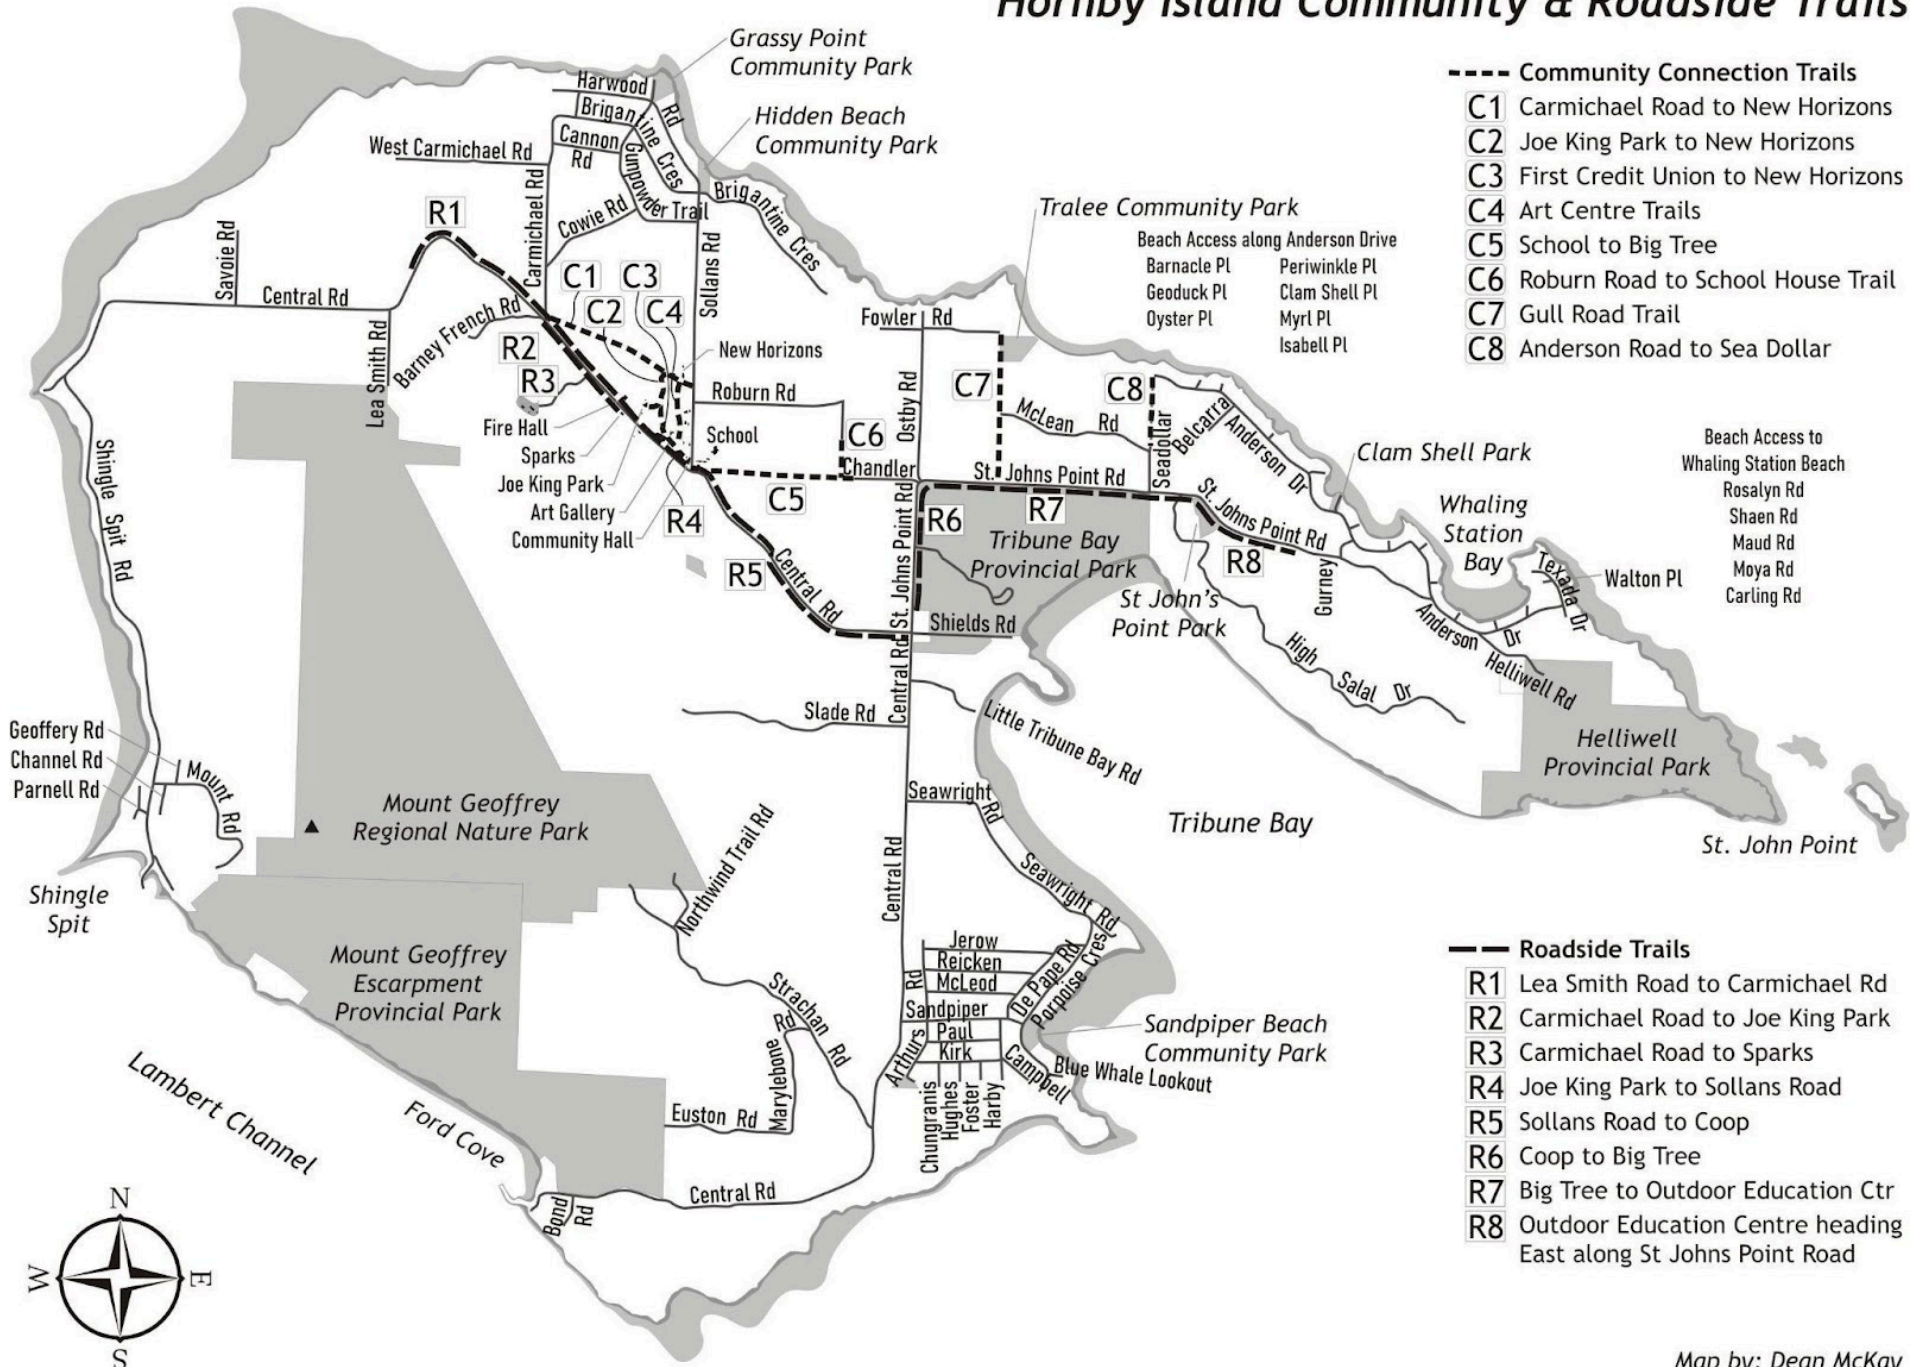 Hornby Island Community & Roadside Trails
Community Connection Trails
C1 Carmichael Road to New Horizons
C2 Joe King Park to New Horizons
C3 First Credit Union to New Horizons
C4 Art Centre Trails
C5 School to Big Tree
C6 Roburn Road to School House Trail
C7 Gull Road Trail
C8 Anderson Road to Sea Dollar
Grassy Point
Community Park
Hidden Beach
Community Park
Harwood
Rd
Brigantine Cres
Cannon
Rd
Gunpowder Trail
West Carmichael Rd
Carmichael Rd
Cowie Rd
Brigantine Cres
Sollans Rd
R1
Savoie Rd
Central Rd
Lea Smith Rd
Barney French Rd
C1
C2
C3
C4
R2
R3
New Horizons
Roburn Rd
Fire Hall
Sparks
Joe King Park
Art Gallery
Community Hall
School
R4
C5
C6
Chandler
R5
Central Rd
Tralee Community Park
Beach Access along Anderson Drive
Barnacle Pl
Periwinkle Pl
Geoduck Pl
Clam Shell Pl
Oyster Pl
Myrl Pl
Isabell Pl
Fowler Rd
Ostby Rd
C7
McLean Rd
C8
Seadollar
Belcarra
Anderson Dr
Clam Shell Park
St. Johns Point Rd
St. Johns Point Rd
R6
R7
Tribune Bay
Provincial Park
St. Johns Point Rd
R8
St John's
Point Park
Gurney
Whaling
Station
Bay
Texada Dr
Walton Pl
Beach Access to
Whaling Station Beach
Rosalyn Rd
Shaen Rd
Maud Rd
Moya Rd
Carling Rd
Anderson Dr
Helliwell Rd
High Salal Dr
Shields Rd
Central Rd
Slade Rd
Little Tribune Bay Rd
Helliwell
Provincial Park
St. John Point
Tribune Bay
Shingle Spit Rd
Geoffery Rd
Channel Rd
Parnell Rd
Mount Rd
Shingle
Spit
Mount Geoffrey
Regional Nature Park
Mount Geoffrey
Escarpment
Provincial Park
Northwind Trail Rd
Strachan Rd
Marylebone Rd
Euston Rd
Central Rd
Seawright Rd
Seawright Rd
Central Rd
Jerow
Reicken
McLeod
Sandpiper
Paul
Kirk
Arthurs Rd
De Pape Rd
Porpoise Cres
Campbell
Blue Whale Lookout
Sandpiper Beach
Community Park
Chungranis
Hughes
Foster
Harby
Bond Rd
Ford Cove
Lambert Channel
N
W
E
S
Roadside Trails
R1 Lea Smith Road to Carmichael Rd
R2 Carmichael Road to Joe King Park
R3 Carmichael Road to Sparks
R4 Joe King Park to Sollans Road
R5 Sollans Road to Coop
R6 Coop to Big Tree
R7 Big Tree to Outdoor Education Ctr
R8 Outdoor Education Centre heading
East along St Johns Point Road
Map by: Dean McKay